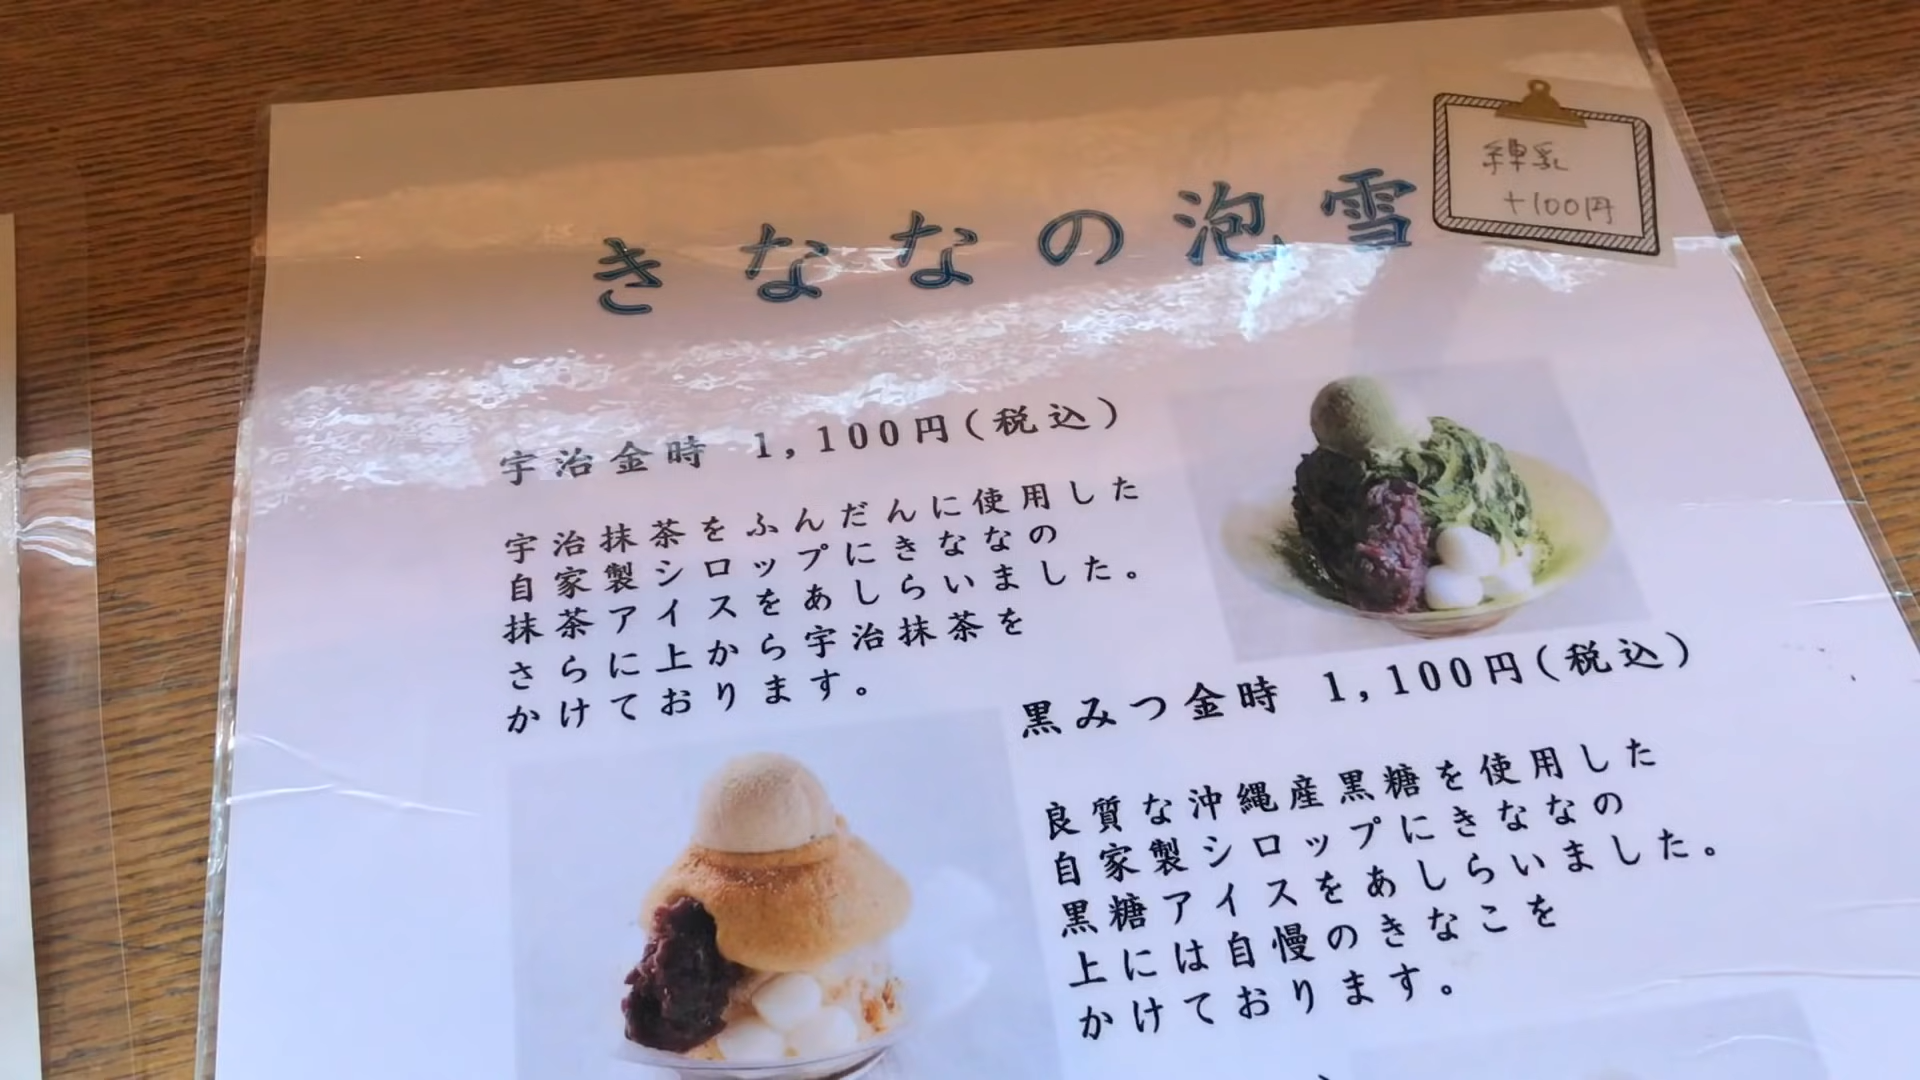 練乳
+100円
きななの泡雪
宇治金時 1,100円(税込)
宇治抹茶をふんだんに使用した
自家製シロップにきななの
抹茶アイスをあしらいました。
さらに上から宇治抹茶を
かけております。
黒みつ金時 1,100円(税込)
良質な沖縄産黒糖を使用した
自家製シロップにきななの
黒糖アイスをあしらいました。
上には自慢のきなこを
かけております。